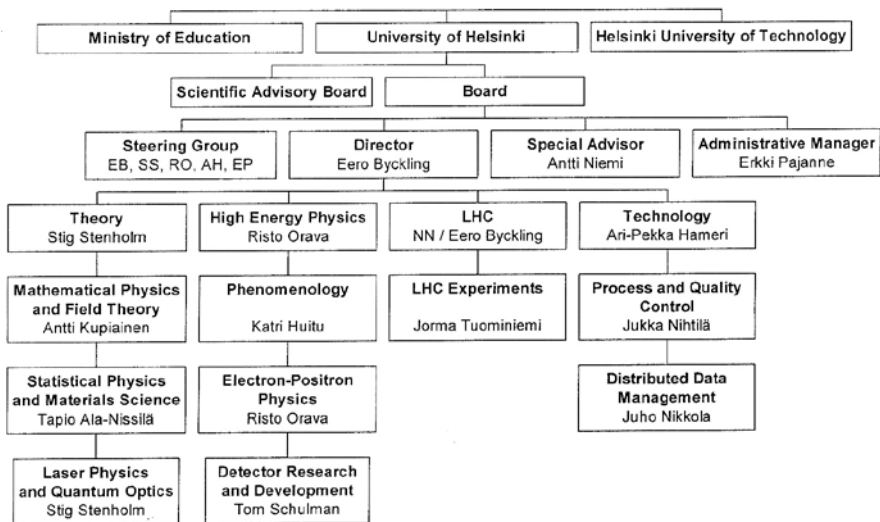 Ministry of Education
University of Helsinki
Helsinki University of Technology
Scientific Advisory Board
Board
Steering Group
EB, SS, RO, AH, EP
Director
Eero Byckling
Special Advisor
Antti Niemi
Administrative Manager
Erkki Pajanne
Theory
Stig Stenholm
High Energy Physics
Risto Orava
LHC
NN / Eero Byckling
Technology
Ari-Pekka Hameri
Mathematical Physics
and Field Theory
Antti Kupiainen
Phenomenology
Katri Huitu
LHC Experiments
Jorma Tuominiemi
Process and Quality
Control
Jukka Nihtilä
Statistical Physics
and Materials Science
Tapio Ala-Nissilä
Electron-Positron
Physics
Risto Orava
Distributed Data
Management
Juho Nikkola
Laser Physics
and Quantum Optics
Stig Stenholm
Detector Research
and Development
Tom Schulman